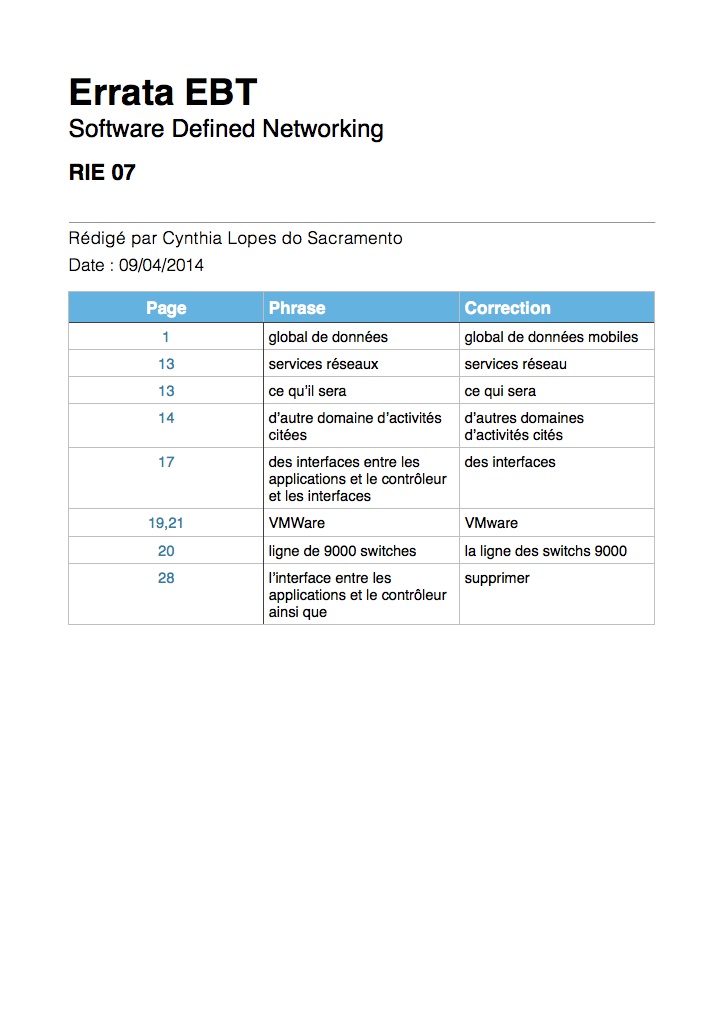 Errata EBT
Software Defined Networking
RIE 07
Rédigé par Cynthia Lopes do Sacramento
Date : 09/04/2014
Page Phrase Correction
1 global de données global de données mobiles
13 services réseaux services réseau
13 ce qu’il sera ce qui sera
14 d’autre domaine d’activités d’autres domaines
citées d’activités cités
17 des interfaces entre les des interfaces
applications et le contrôleur
et les interfaces
19,21 VMWare VMware
20 ligne de 9000 switches la ligne des switchs 9000
28 l’interface entre les supprimer
applications et le contrôleur
ainsi que